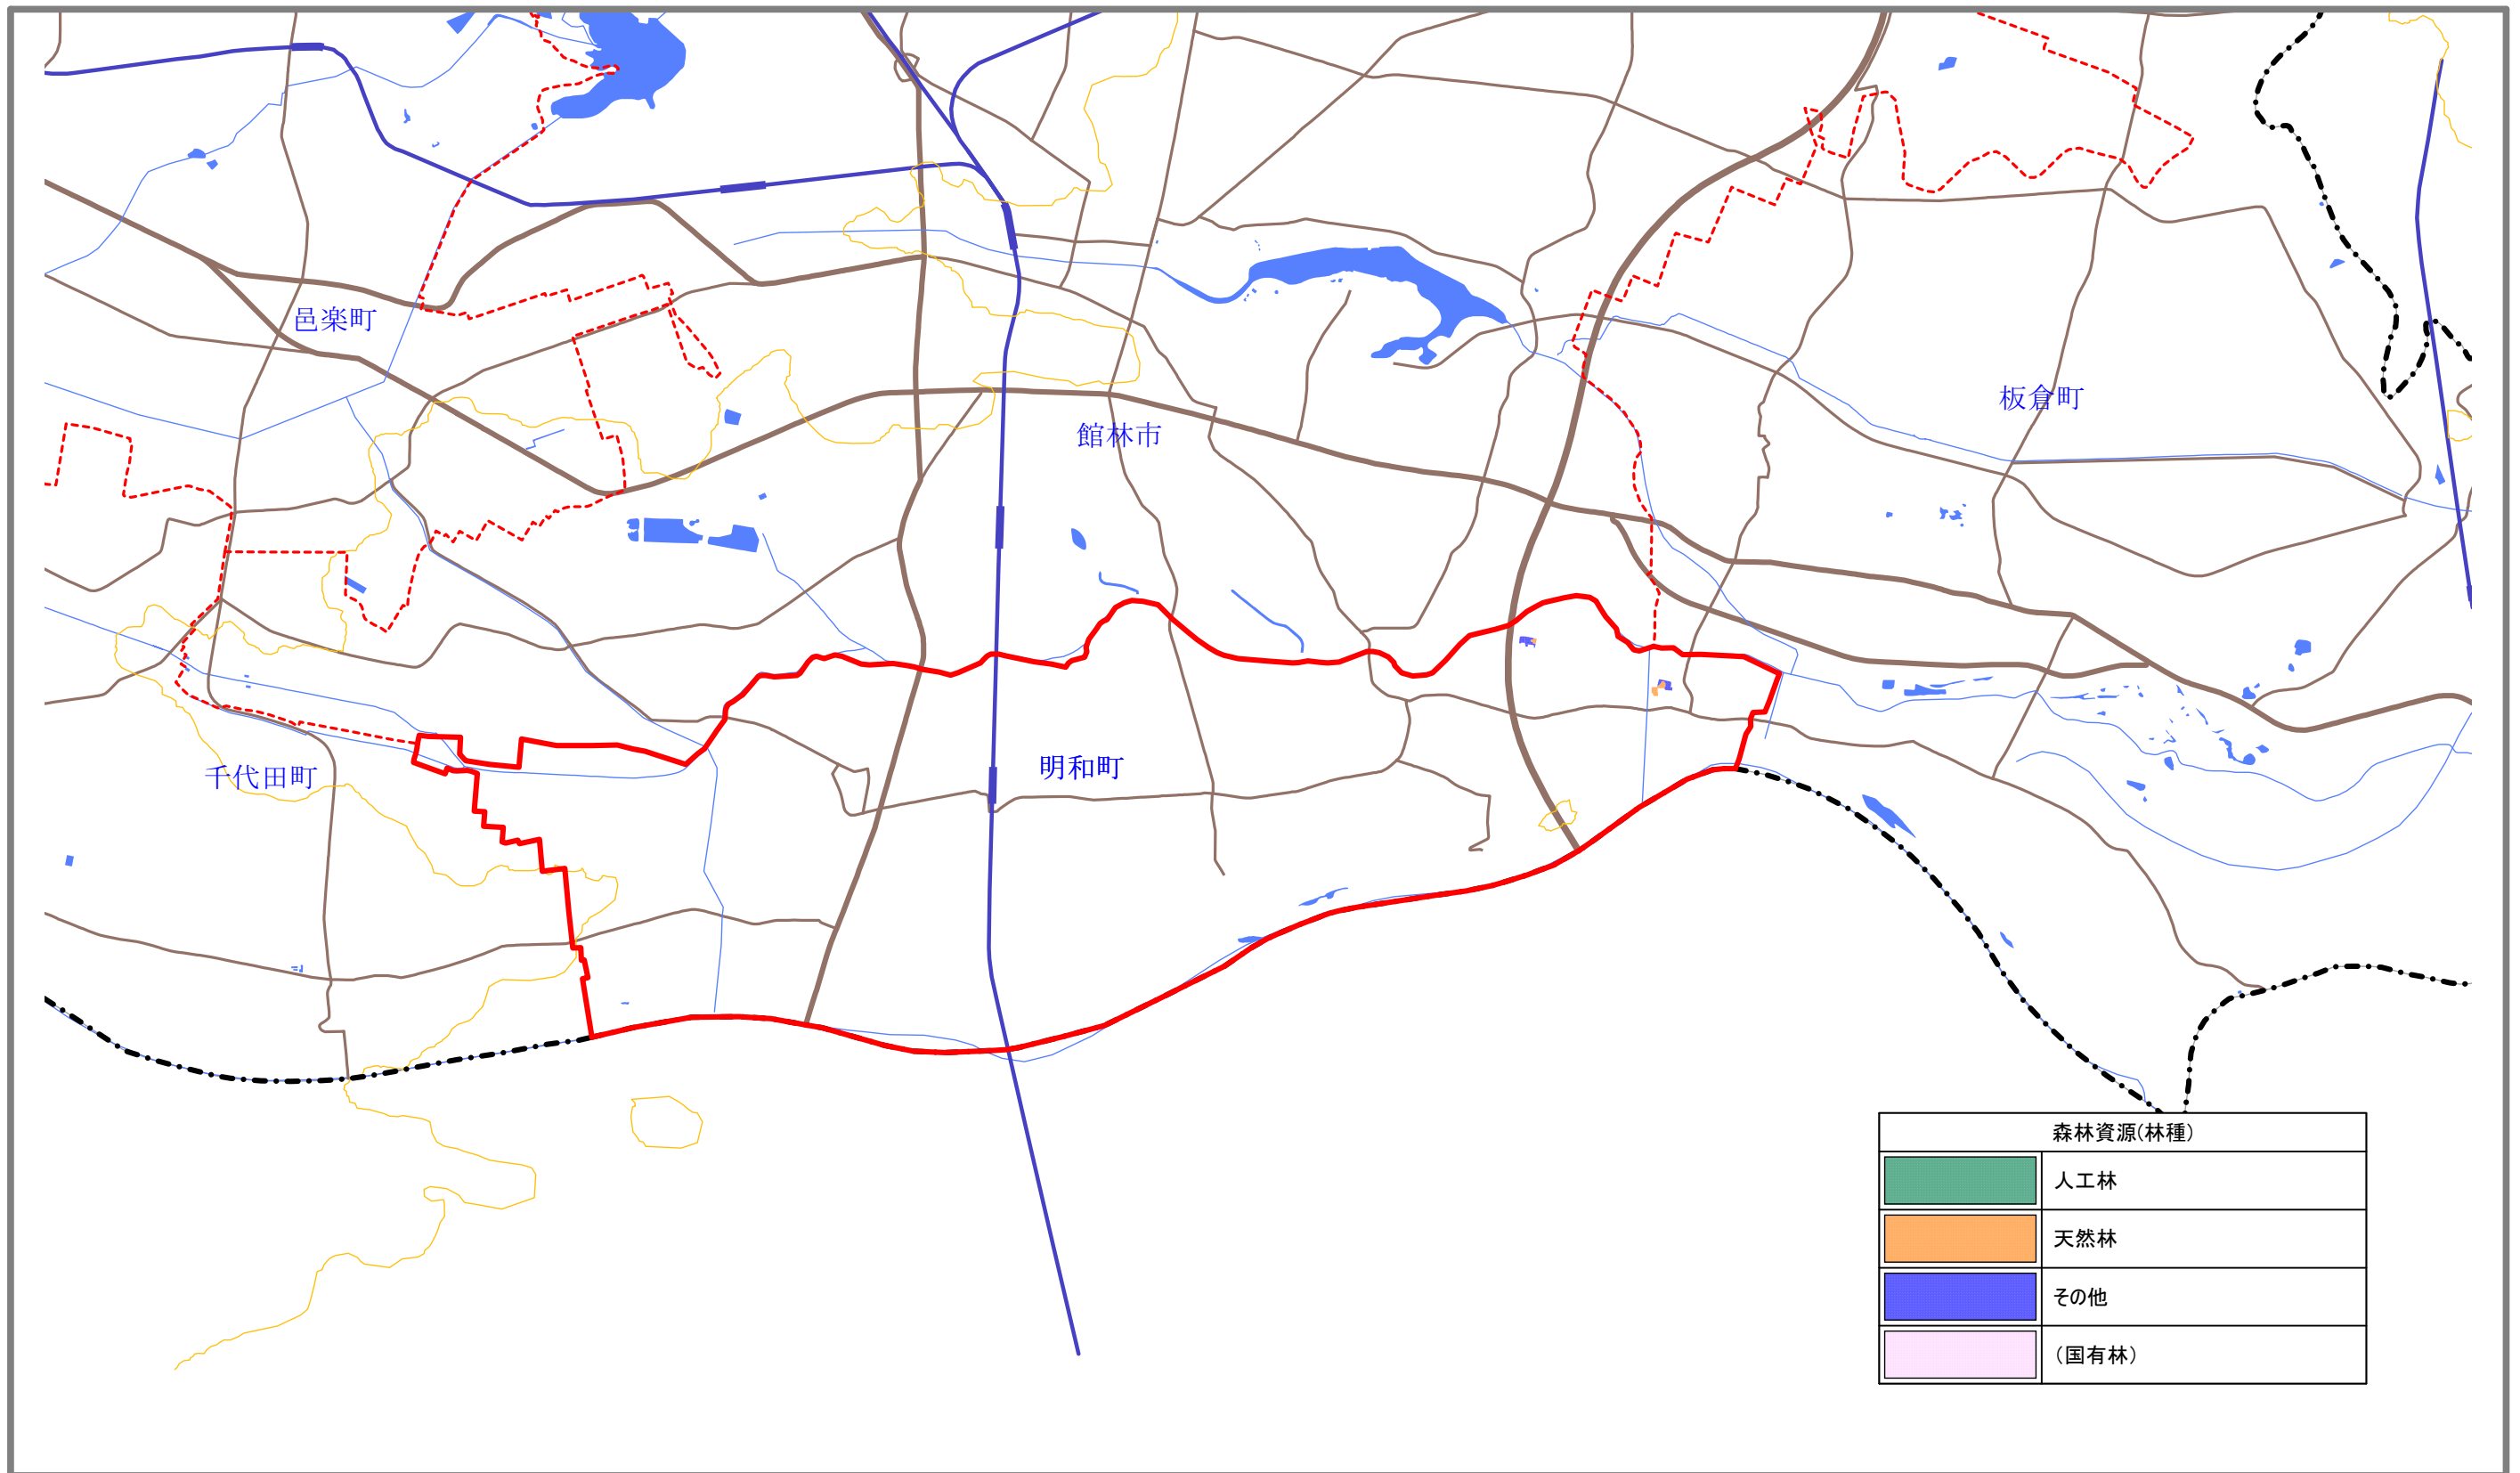 邑楽町
板倉町
館林市
明和町
千代田町
森林資源(林種)
人工林
天然林
その他
(国有林)